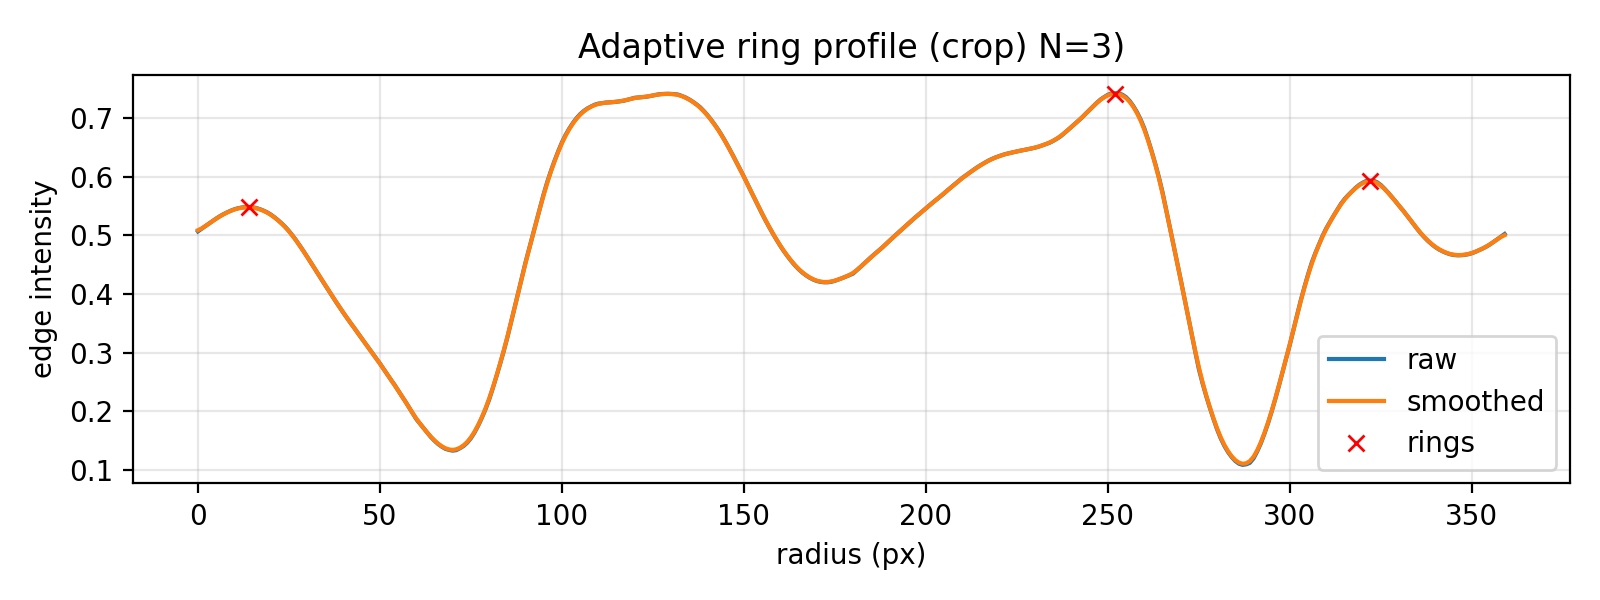 Adaptive ring profile (crop) N=3)
edge intensity
0.7
0.6
0.5
0.4
0.3
0.2
0.1
raw
smoothed
rings
0 50 100 150 200 250 300 350
radius (px)